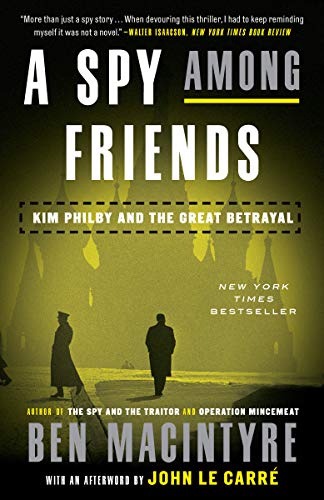 "More than just a spy story . . . When devouring this thriller, I had to keep reminding
myself it was not a novel." —WALTER ISAACSON, NEW YORK TIMES BOOK REVIEW
A SPY AMONG
FRIENDS
KIM PHILBY AND THE GREAT BETRAYAL
NEW YORK
TIMES
BESTSELLER
AUTHOR OF THE SPY AND THE TRAITOR AND OPERATION MINCEMEAT
BEN MACINTYRE
WITH AN AFTERWORD BY JOHN LE CARRÉ